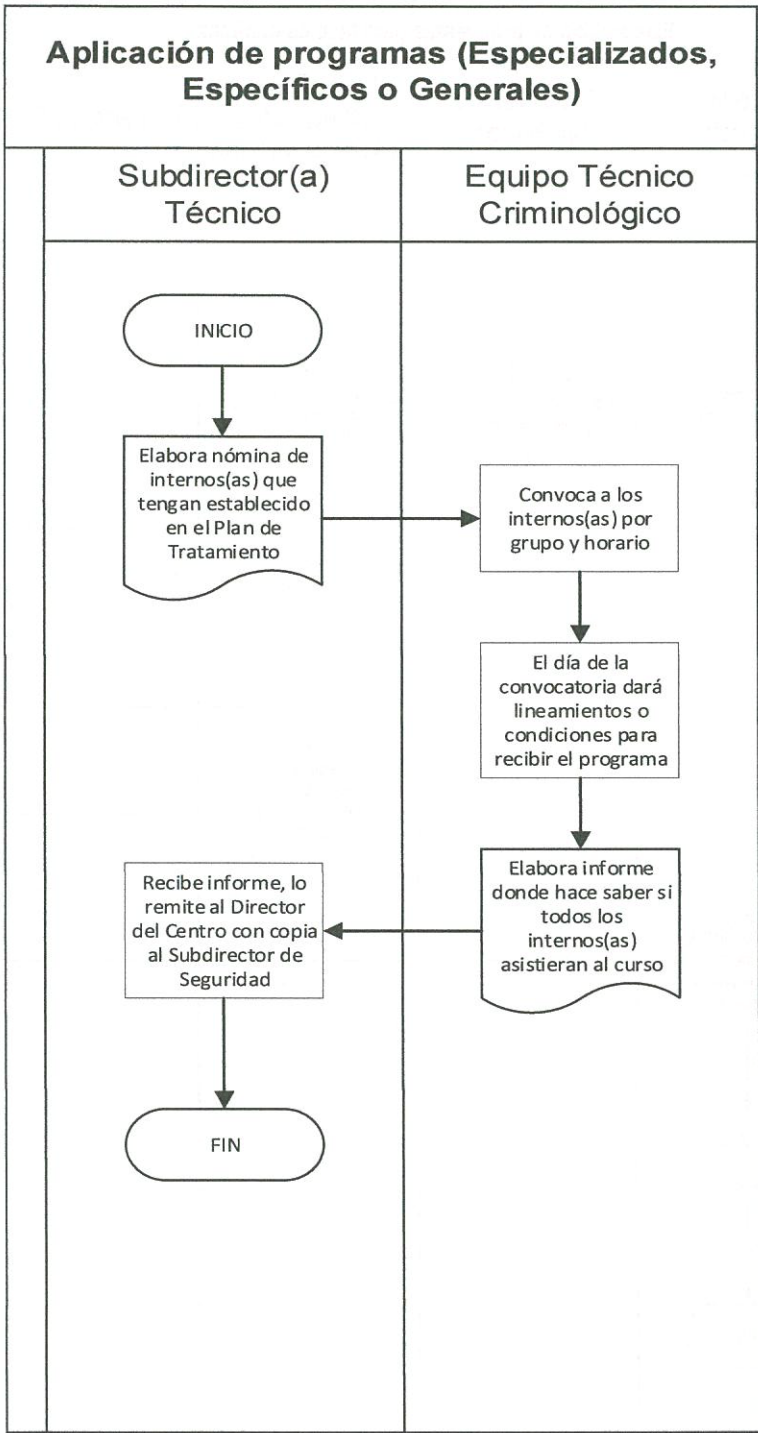 Aplicación de programas (Especializados,
Específicos o Generales)
Subdirector(a)
Técnico
Equipo Técnico
Criminológico
INICIO
Elabora nómina de
internos(as) que
tengan establecido
en el Plan de
Tratamiento
Convoca a los
internos(as) por
grupo y horario
El día de la
convocatoria dará
lineamientos o
condiciones para
recibir el programa
Elabora informe
donde hace saber si
todos los
internos(as)
asistieran al curso
Recibe informe, lo
remite al Director
del Centro con copia
al Subdirector de
Seguridad
FIN